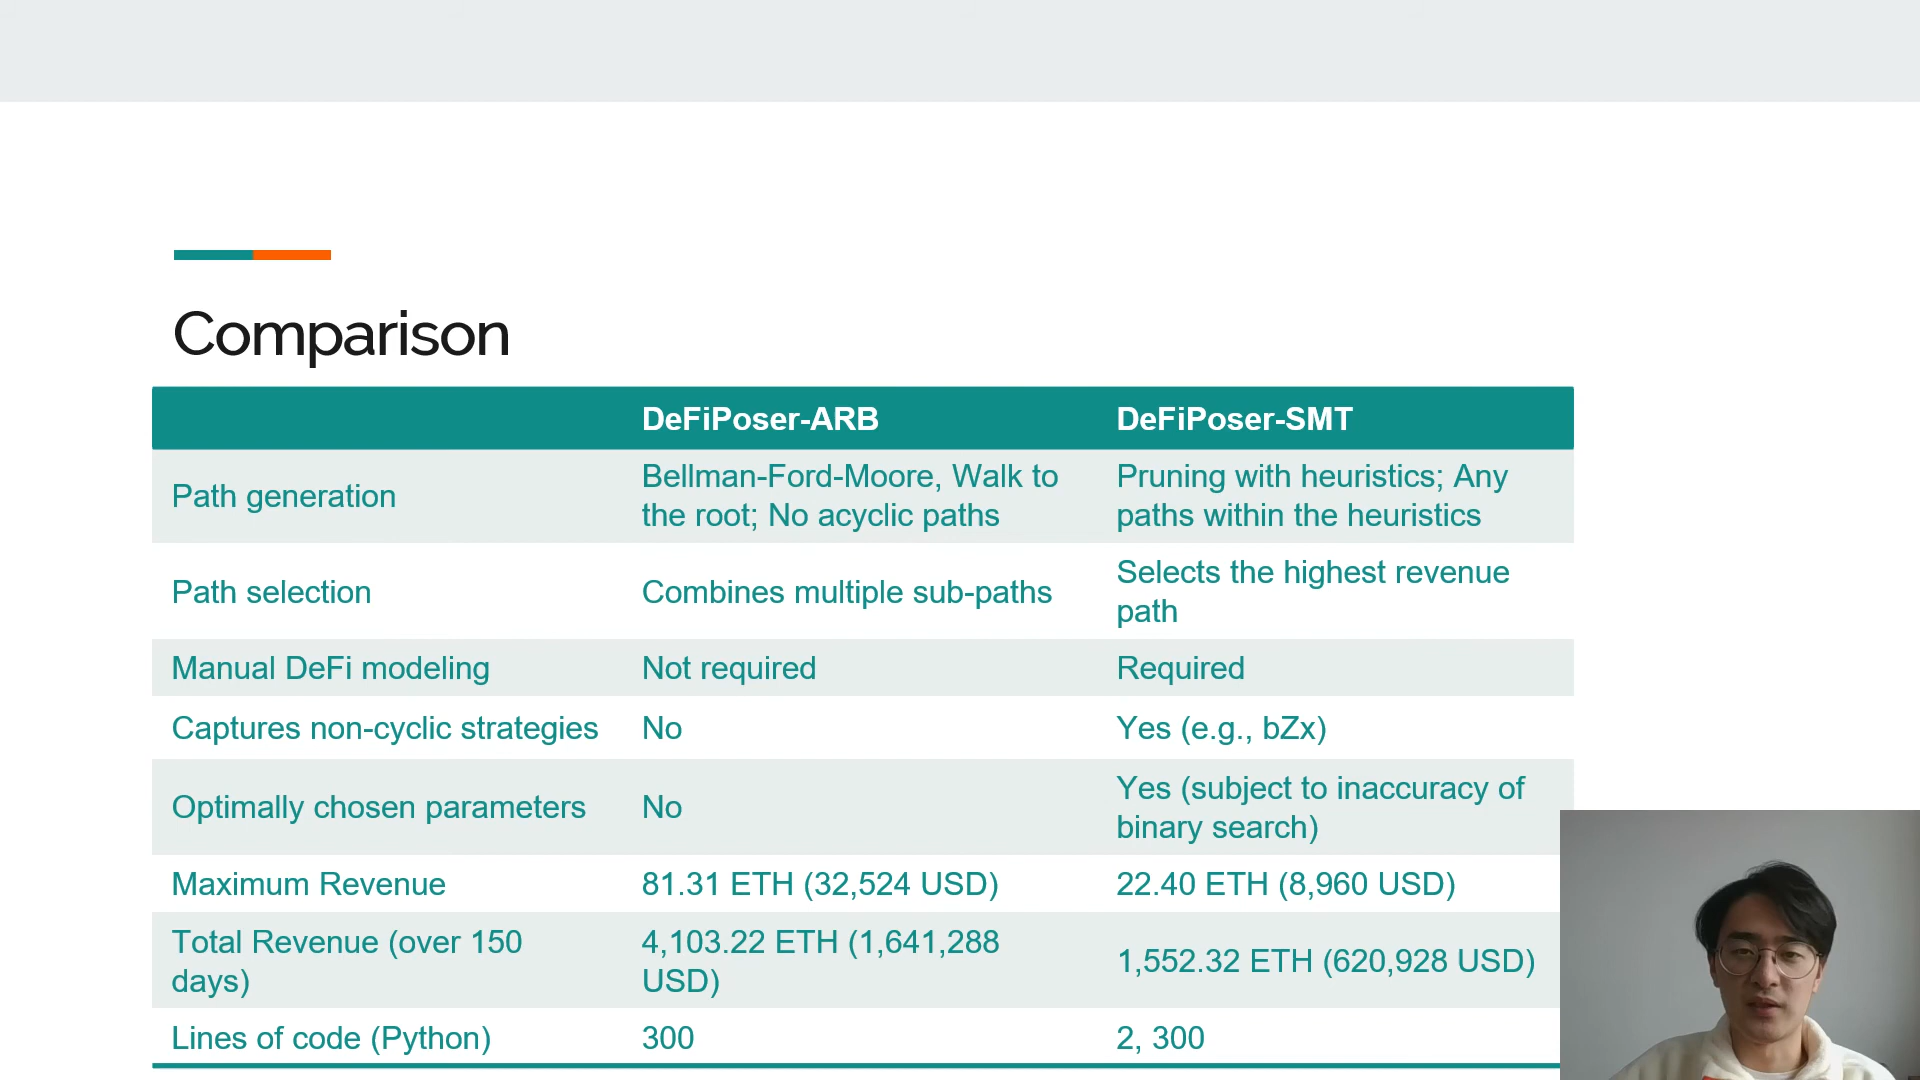 Comparison
DeFiPoser-ARB DeFiPoser-SMT
Path generation
Bellman-Ford-Moore, Walk to
the root; No acyclic paths
Pruning with heuristics; Any
paths within the heuristics
Path selection
Combines multiple sub-paths
Selects the highest revenue
path
Manual DeFi modeling Not required Required
Captures non-cyclic strategies No Yes (e.g., bZx)
Optimally chosen parameters No
Yes (subject to inaccuracy of
binary search)
Maximum Revenue 81.31 ETH (32,524 USD) 22.40 ETH (8,960 USD)
Total Revenue (over 150
days)
4,103.22 ETH (1,641,288
USD)
1,552.32 ETH (620,928 USD)
Lines of code (Python) 300 2, 300